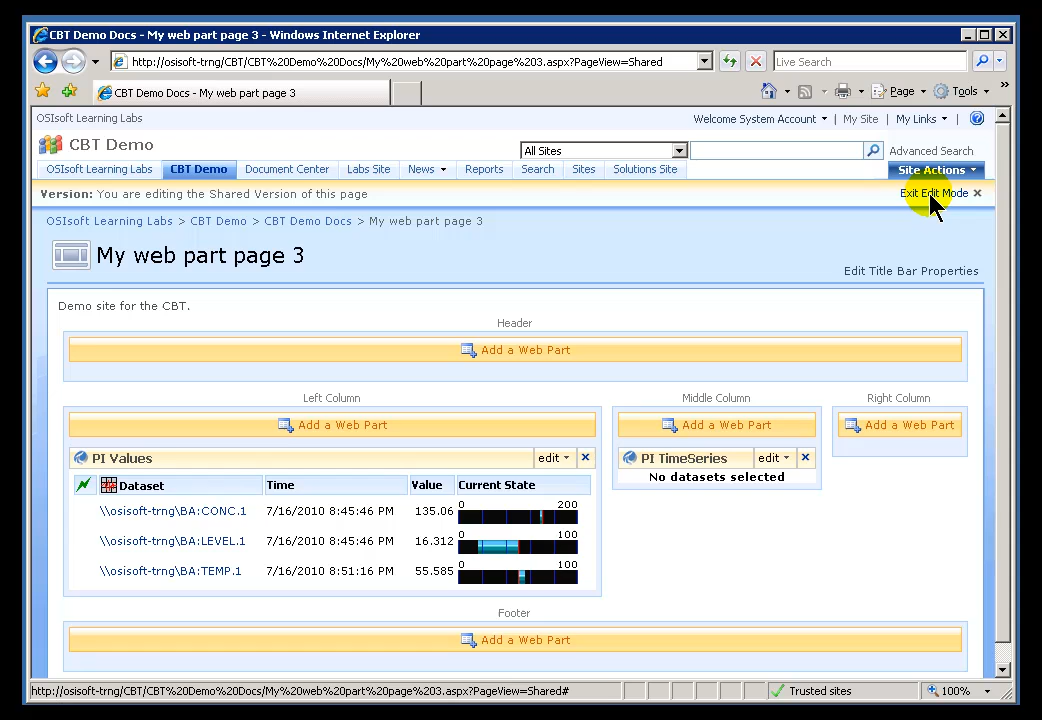 CBT Demo Docs - My web part page 3 - Windows Internet Explorer
http://osisoft-trng/CBT/CBT%20Demo%20Docs/My%20web%20part%20page%203.aspx?PageView=Shared
Live Search
CBT Demo Docs - My web part page 3
Page
Tools
»
OSIsoft Learning Labs
Welcome System Account | My Site | My Links |
CBT Demo
All Sites
Advanced Search
OSIsoft Learning Labs CBT Demo Document Center Labs Site News Reports Search Sites Solutions Site Site Actions
Version: You are editing the Shared Version of this page
Exit Edit Mode
OSISoft Learning Labs > CBT Demo > CBT Demo Docs > My web part page 3
My web part page 3
Edit Title Bar Properties
Demo site for the CBT.
Header
Add a Web Part
Left Column Middle Column Right Column
Add a Web Part Add a Web Part Add a Web Part
PI Values edit PI TimeSeries edit
No datasets selected
Dataset Time Value Current State
0 200
\\osisoft-trng\BA:CONC.1 7/16/2010 8:45:46 PM 135.06
0 100
\\osisoft-trng\BA:LEVEL.1 7/16/2010 8:45:46 PM 16.312
0 100
\\osisoft-trng\BA:TEMP.1 7/16/2010 8:51:16 PM 55.585
Footer
Add a Web Part
http://osisoft-trng/CBT/CBT%20Demo%20Docs/My%20web%20part%20page%203.aspx?PageView=Shared#
Trusted sites
100%